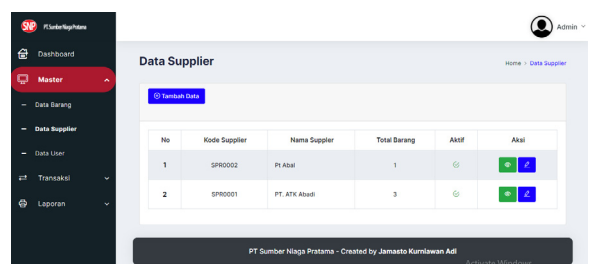 SNP PT.Sumber Niaga Pratama
Admin
Dashboard
Master
Data Barang
Data Supplier
Data User
Transaksi
Laporan
Data Supplier
Home > Data Supplier
Tambah Data
No Kode Supplier Nama Suppler Total Barang Aktif Aksi
1 SPR0002 Pt Abal 1
2 SPR0001 PT. ATK Abadi 3
PT Sumber Niaga Pratama - Created by Jamasto Kurniawan Adi
Activate Windows